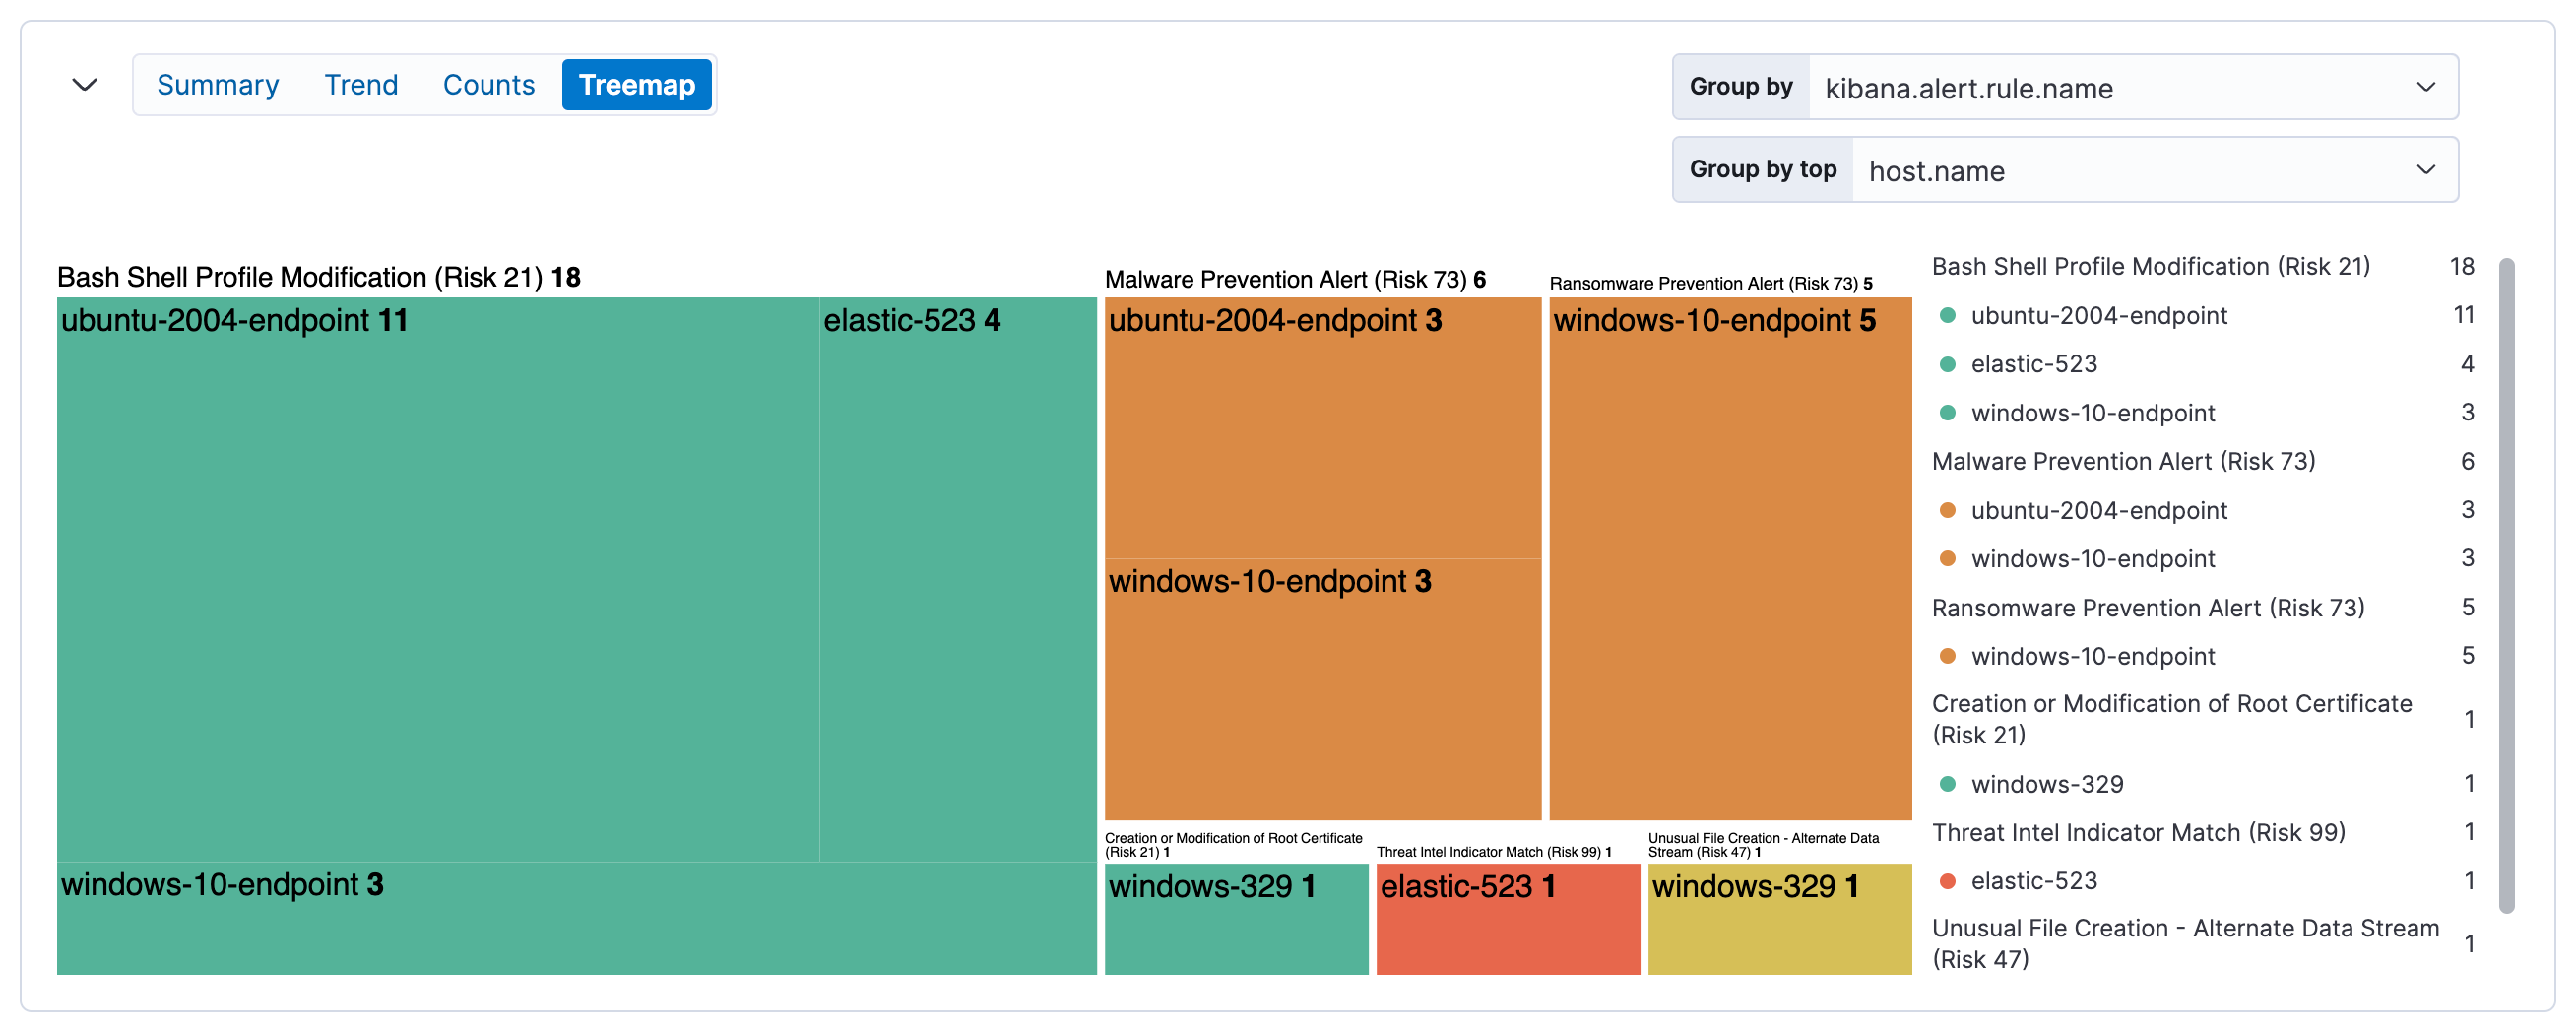 Summary Trend Counts Treemap
Group by kibana.alert.rule.name
Group by top host.name
Bash Shell Profile Modification (Risk 21) 18
ubuntu-2004-endpoint 11
elastic-523 4
windows-10-endpoint 3
Malware Prevention Alert (Risk 73) 6
ubuntu-2004-endpoint 3
windows-10-endpoint 3
Ransomware Prevention Alert (Risk 73) 5
windows-10-endpoint 5
Creation or Modification of Root Certificate
(Risk 21) 1
windows-329 1
Threat Intel Indicator Match (Risk 99) 1
elastic-523 1
Unusual File Creation - Alternate Data
Stream (Risk 47) 1
windows-329 1
Bash Shell Profile Modification (Risk 21) 18
ubuntu-2004-endpoint 11
elastic-523 4
windows-10-endpoint 3
Malware Prevention Alert (Risk 73) 6
ubuntu-2004-endpoint 3
windows-10-endpoint 3
Ransomware Prevention Alert (Risk 73) 5
windows-10-endpoint 5
Creation or Modification of Root Certificate
(Risk 21) 1
windows-329 1
Threat Intel Indicator Match (Risk 99) 1
elastic-523 1
Unusual File Creation - Alternate Data Stream
(Risk 47) 1